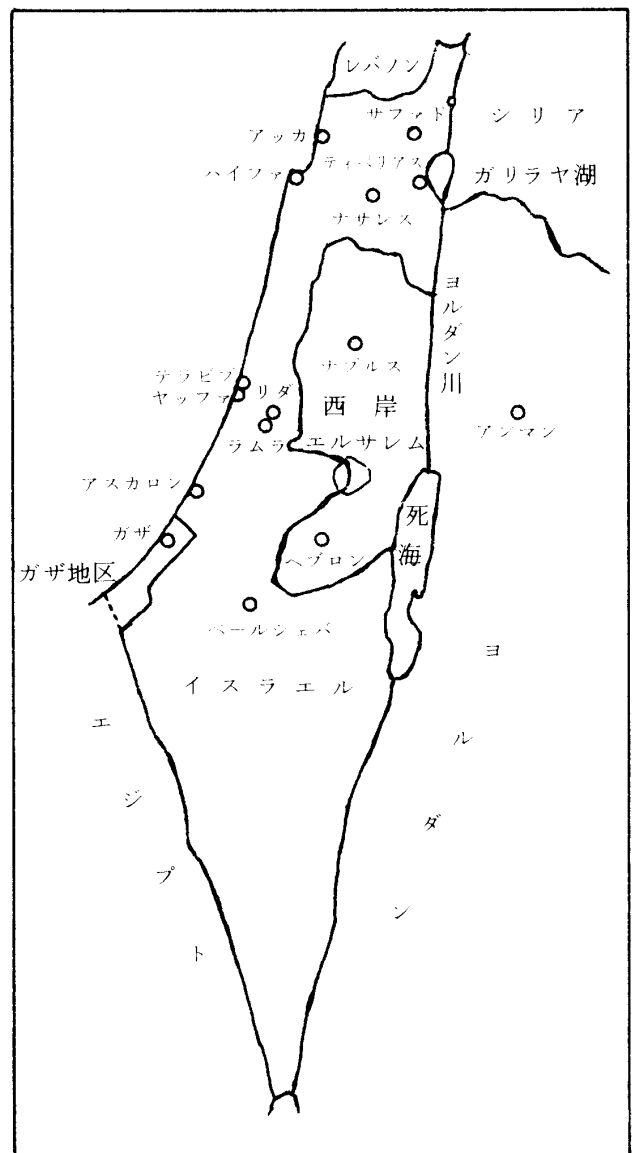 レバノン
サファド
シリア
アッカ
ティベリアス
ハイファ
ガリラヤ湖
ナザレス
ヨルダン川
ナブルス
テラビブ
ヤッファ
リダ
西岸
アンマン
ラムラ
エルサレム
アスカロン
死海
ガザ
ヘブロン
ガザ地区
ベールシェバ
イスラエル
ヨルダン
エジプト